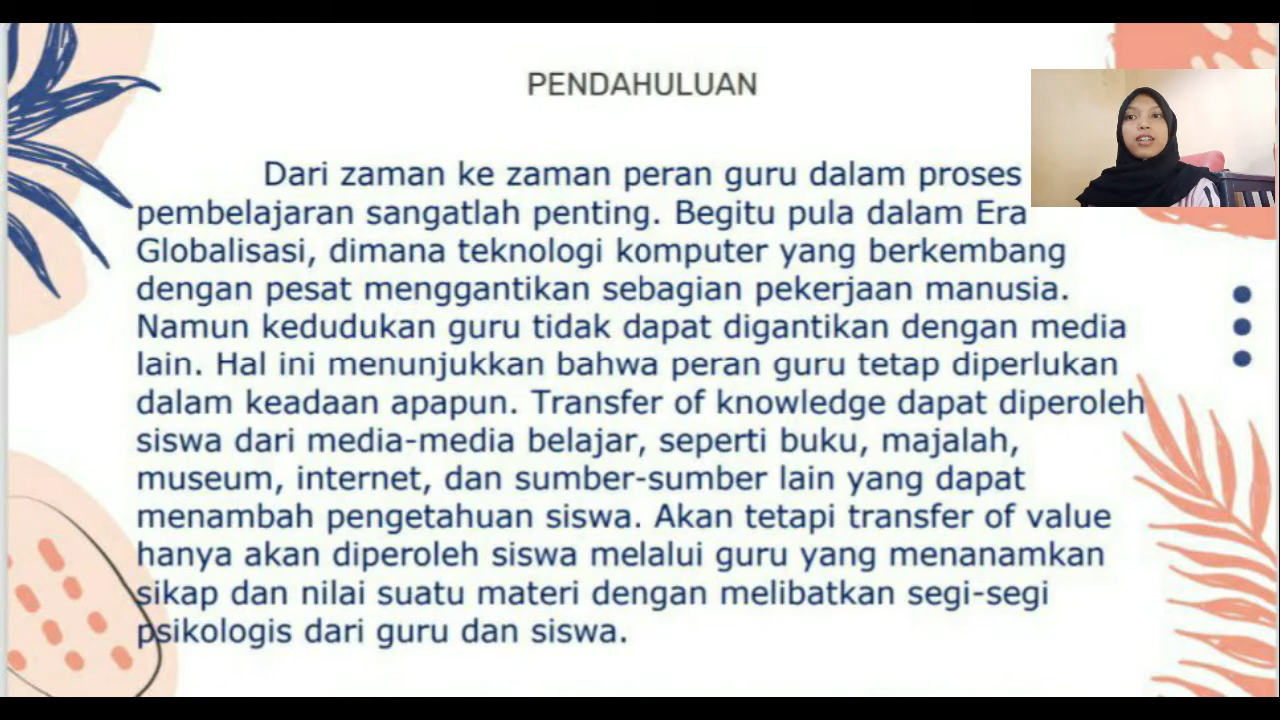 PENDAHULUAN
Dari zaman ke zaman peran guru dalam proses
pembelajaran sangatlah penting. Begitu pula dalam Era
Globalisasi, dimana teknologi komputer yang berkembang
dengan pesat menggantikan sebagian pekerjaan manusia.
Namun kedudukan guru tidak dapat digantikan dengan media
lain. Hal ini menunjukkan bahwa peran guru tetap diperlukan
dalam keadaan apapun. Transfer of knowledge dapat diperoleh
siswa dari media-media belajar, seperti buku, majalah,
museum, internet, dan sumber-sumber lain yang dapat
menambah pengetahuan siswa. Akan tetapi transfer of value
hanya akan diperoleh siswa melalui guru yang menanamkan
sikap dan nilai suatu materi dengan melibatkan segi-segi
psikologis dari guru dan siswa.